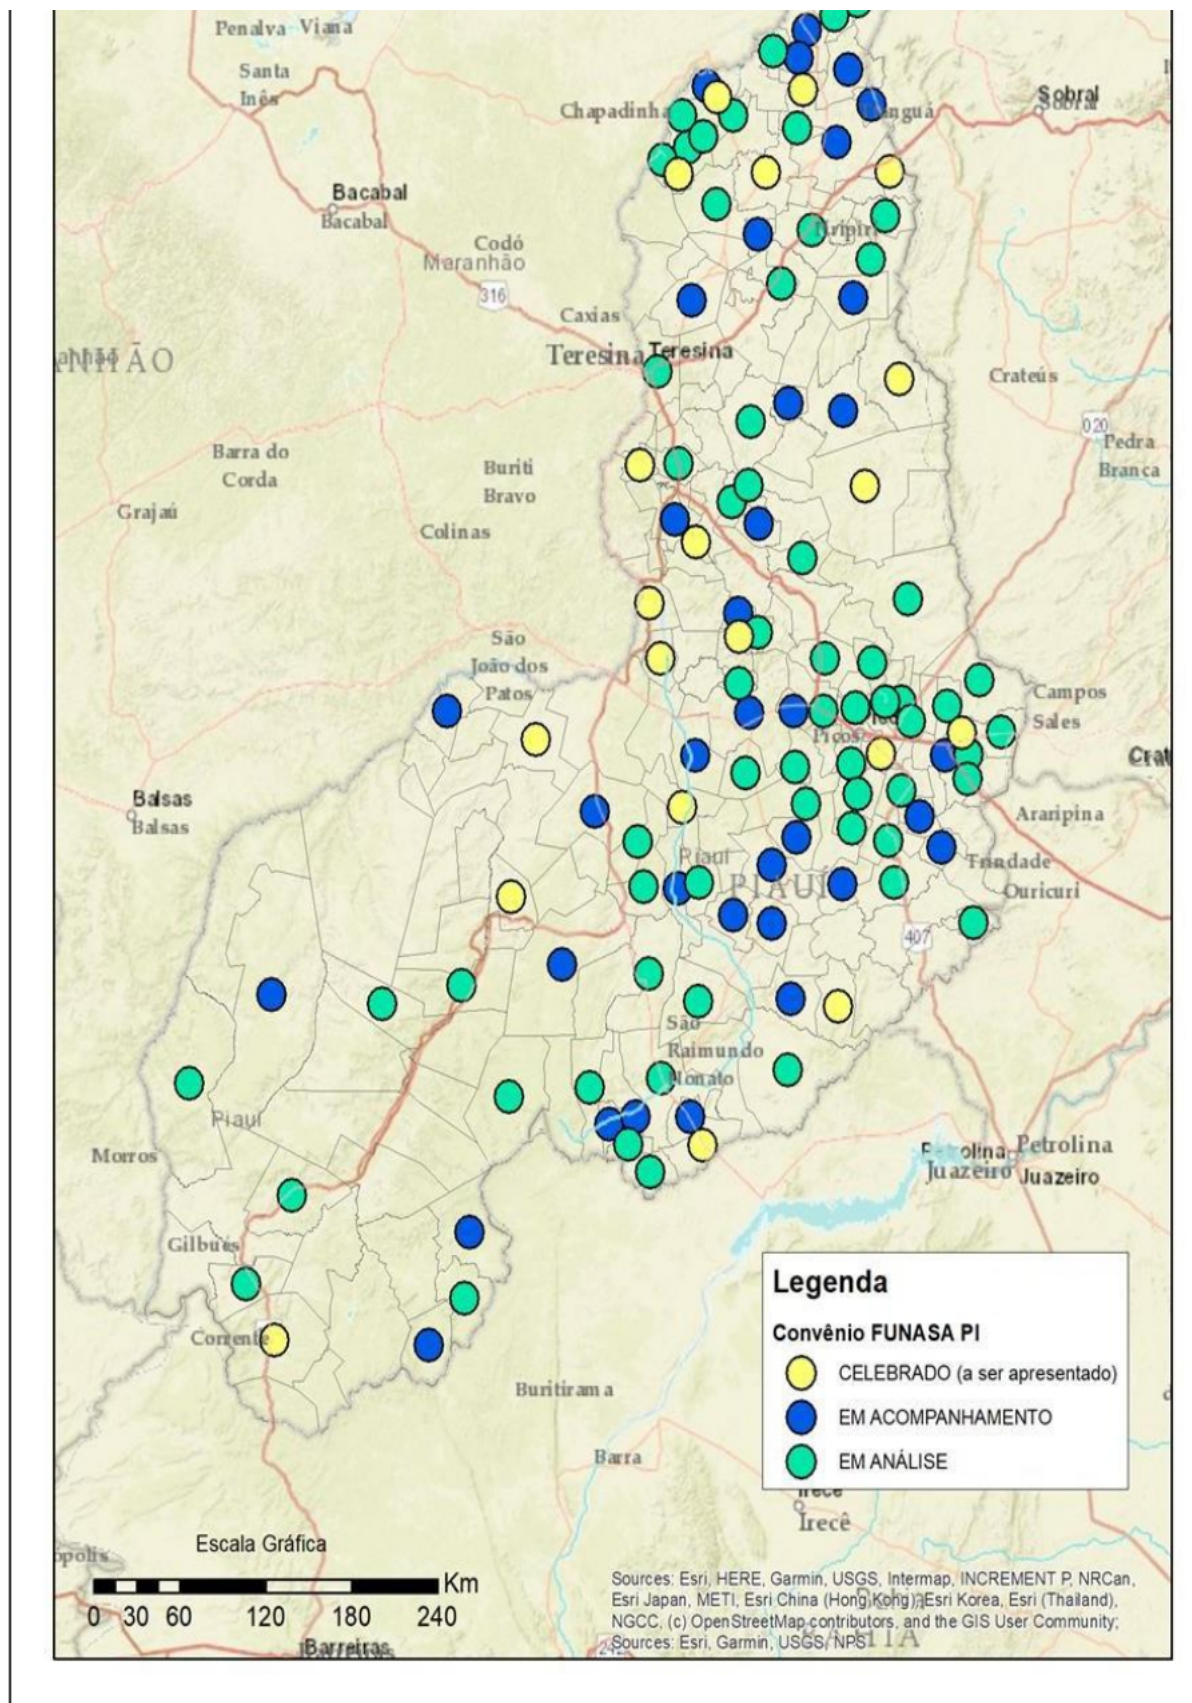 Penalva Viana
Santa
Inês
Chapadinha
Sobral
Sobral
Bacabal
Bacabal
Codó
Maranhão
316
Caxias
Teresina
Teresina
Crateús
020
Pedra
Branca
Barra do
Corda
Buriti
Bravo
Grajaú
Colinas
São
João dos
Patos
Campos
Sales
Picos
Balsas
Balsas
Araripina
Piauí
Trindade
PIAUÍ
Ouricuri
407
São
Raimundo
Nonato
Piauí
Morros
Petrolina
Petrolina
Juazeiro
Juazeiro
Gilbués
Corrente
Buritirama
Barra
Legenda
Convênio FUNASA PI
CELEBRADO (a ser apresentado)
EM ACOMPANHAMENTO
EM ANÁLISE
Irecê
Irecê
Escala Gráfica
Km
0 30 60 120 180 240
Barreiras
242
BAHIA
Sources: Esri, HERE, Garmin, USGS, Intermap, INCREMENT P, NRCan,
Esri Japan, METI, Esri China (Hong Kong), Esri Korea, Esri (Thailand),
NGCC, (c) OpenStreetMap contributors, and the GIS User Community;
Sources: Esri, Garmin, USGS, NPS